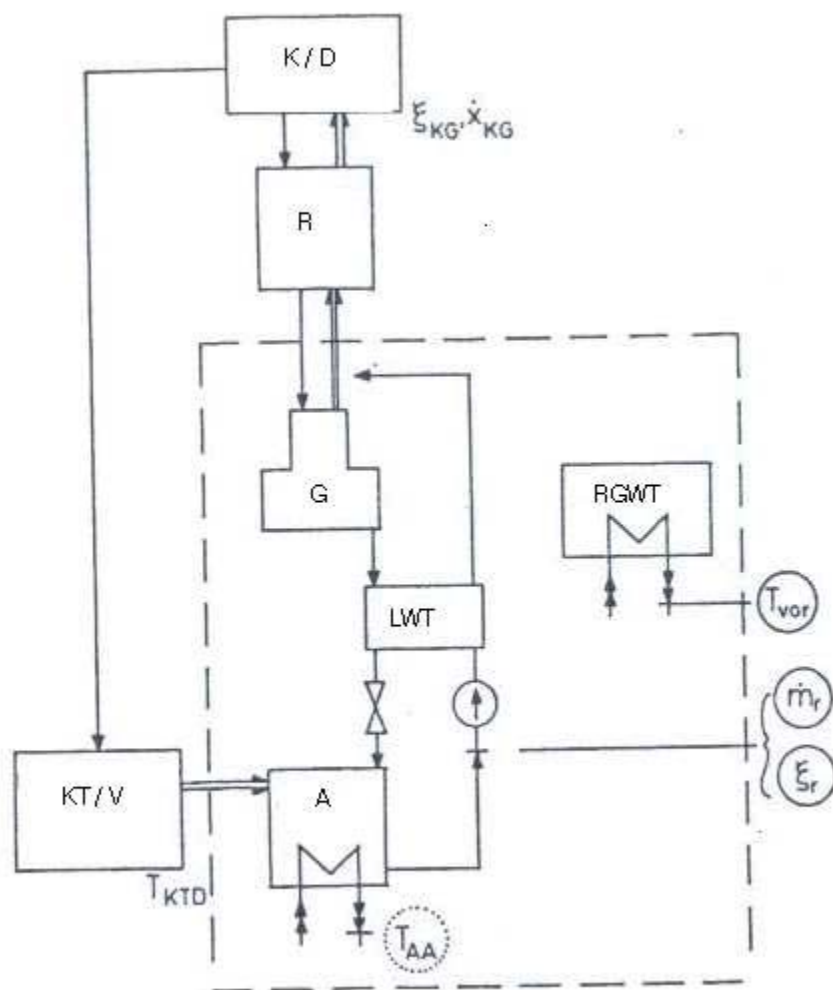 K / D
ξKG, ẋKG
R
G
RGWT
LWT
Tvor
ṁr
KT / V
A
ξr
TKTD
TAA